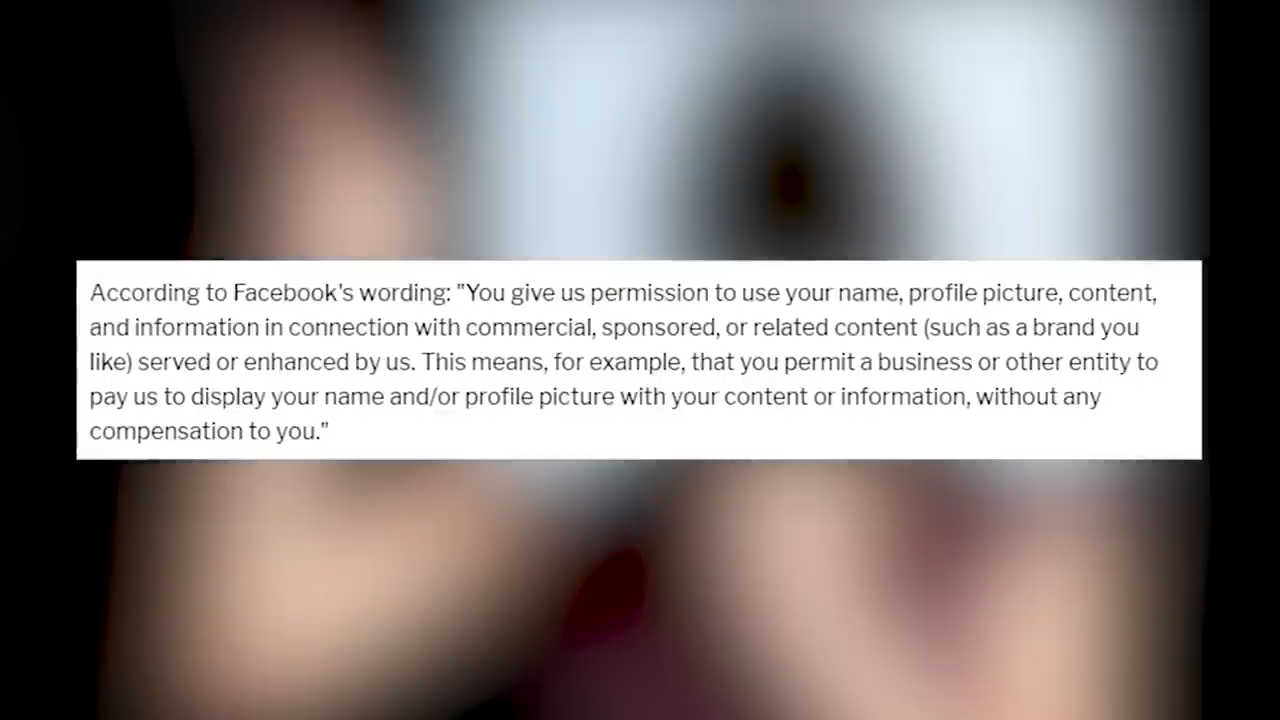 According to Facebook's wording: "You give us permission to use your name, profile picture, content,
and information in connection with commercial, sponsored, or related content (such as a brand you
like) served or enhanced by us. This means, for example, that you permit a business or other entity to
pay us to display your name and/or profile picture with your content or information, without any
compensation to you."